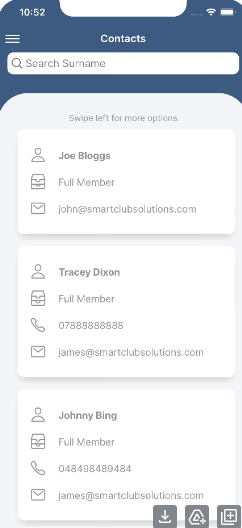 10:52
Contacts
Search Surname
Swipe left for more options
Joe Bloggs
Full Member
john@smartclubsolutions.com
Tracey Dixon
Full Member
07888888888
james@smartclubsolutions.com
Johnny Bing
Full Member
048498489484
james@smartclubsolutions.com